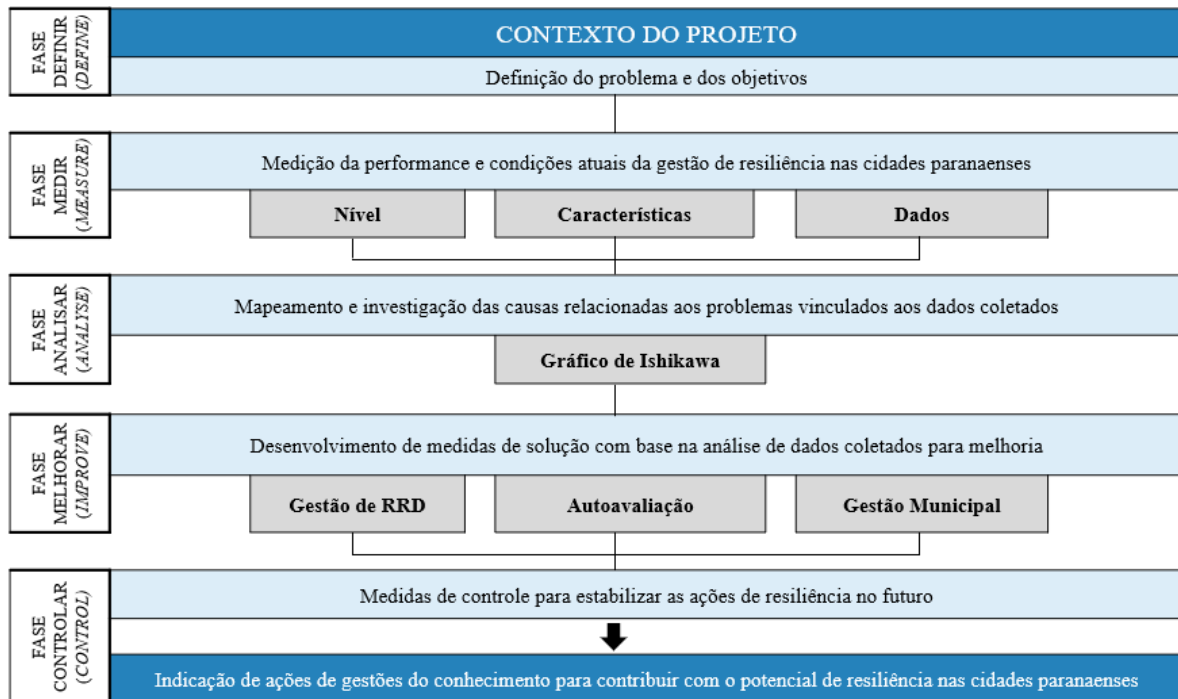 FASE
DEFINIR
(DEFINE)
CONTEXTO DO PROJETO
Definição do problema e dos objetivos
FASE
MEDIR
(MEASURE)
Medição da performance e condições atuais da gestão de resiliência nas cidades paranaenses
Nível
Características
Dados
FASE
ANALISAR
(ANALYSE)
Mapeamento e investigação das causas relacionadas aos problemas vinculados aos dados coletados
Gráfico de Ishikawa
FASE
MELHORAR
(IMPROVE)
Desenvolvimento de medidas de solução com base na análise de dados coletados para melhoria
Gestão de RRD
Autoavaliação
Gestão Municipal
FASE
CONTROLAR
(CONTROL)
Medidas de controle para estabilizar as ações de resiliência no futuro
Indicação de ações de gestões do conhecimento para contribuir com o potencial de resiliência nas cidades paranaenses